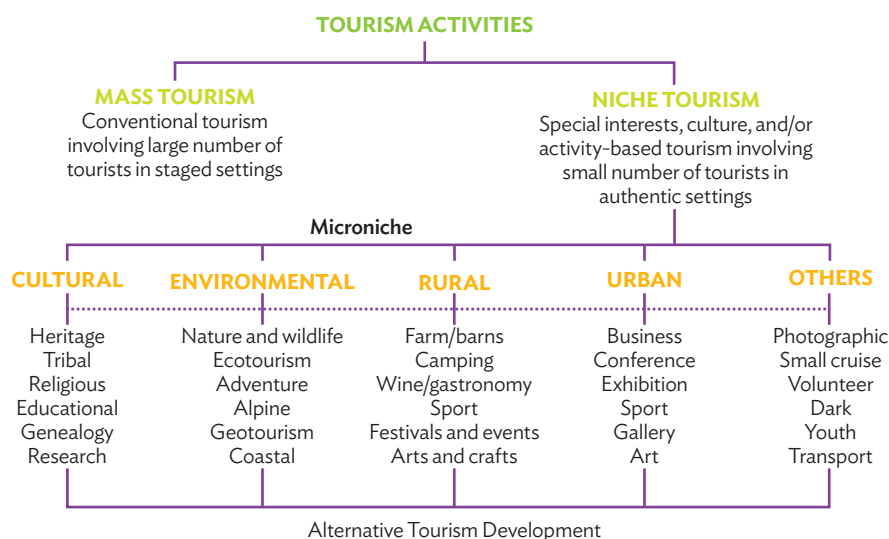 TOURISM ACTIVITIES
MASS TOURISM
Conventional tourism
involving large number of
tourists in staged settings
NICHE TOURISM
Special interests, culture, and/or
activity-based tourism involving
small number of tourists in
authentic settings
Microniche
CULTURAL
Heritage
Tribal
Religious
Educational
Genealogy
Research
ENVIRONMENTAL
Nature and wildlife
Ecotourism
Adventure
Alpine
Geotourism
Coastal
RURAL
Farm/barns
Camping
Wine/gastronomy
Sport
Festivals and events
Arts and crafts
URBAN
Business
Conference
Exhibition
Sport
Gallery
Art
OTHERS
Photographic
Small cruise
Volunteer
Dark
Youth
Transport
Alternative Tourism Development